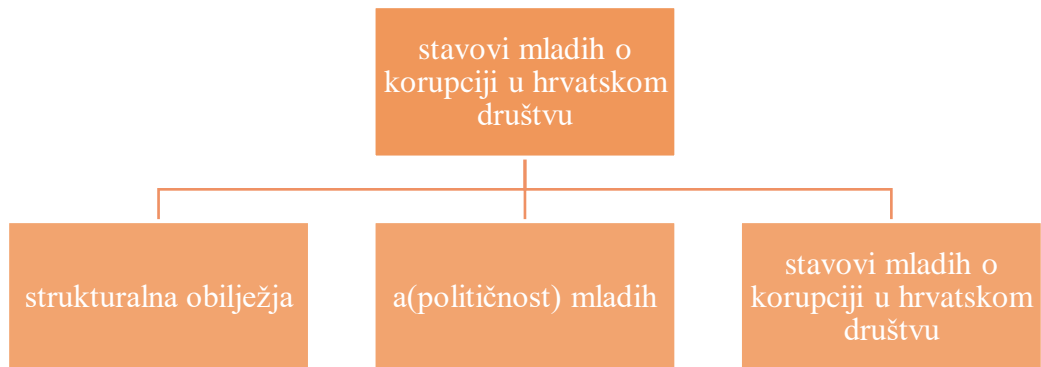 stavovi mladih o
korupciji u hrvatskom
društvu
strukturalna obilježja
a(političnost) mladih
stavovi mladih o
korupciji u hrvatskom
društvu